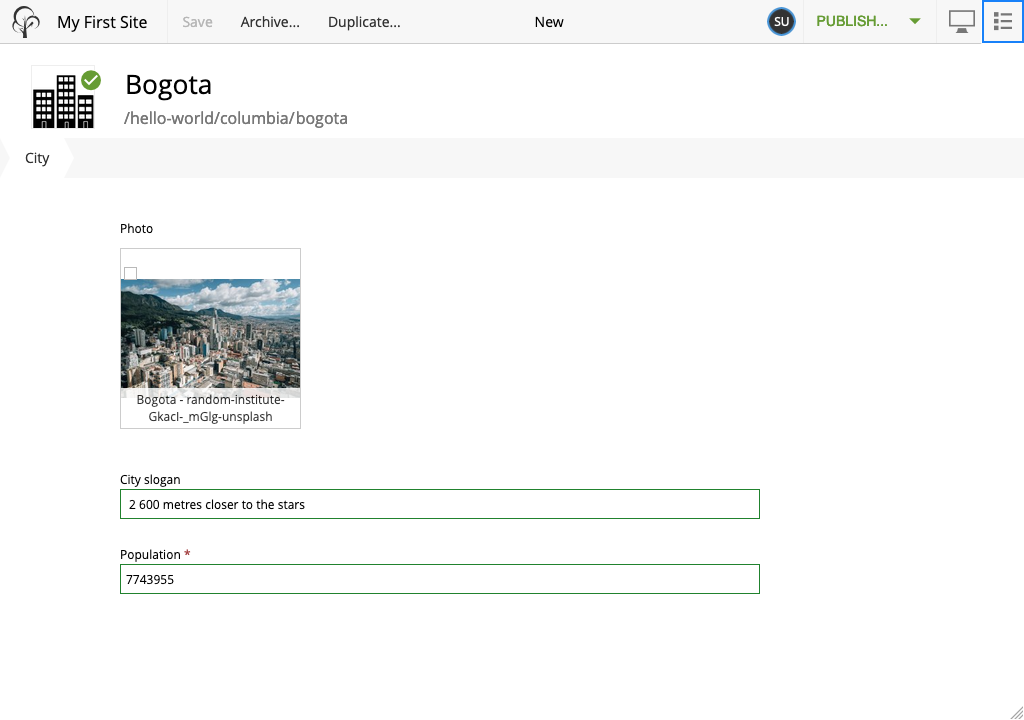 My First Site
Save
Archive...
Duplicate...
New
SU
PUBLISH...
Bogota
/hello-world/columbia/bogota
City
Photo
Bogota - random-institute-
Gkacl-_mGlg-unsplash
City slogan
2 600 metres closer to the stars
Population *
7743955